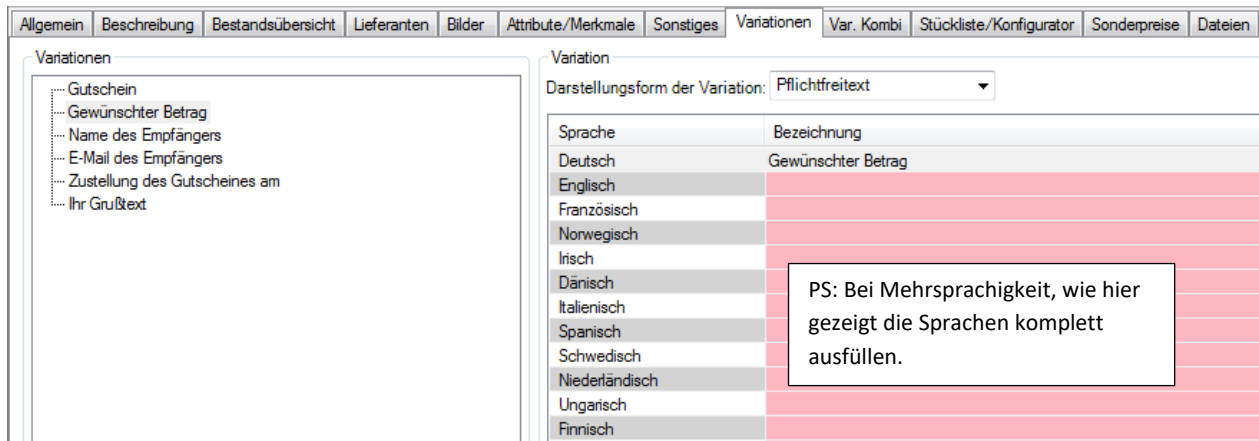 Allgemein Beschreibung Bestandsübersicht Lieferanten Bilder Attribute/Merkmale Sonstiges Variationen Var. Kombi Stückliste/Konfigurator Sonderpreise Dateien
Variationen
Gutschein
Gewünschter Betrag
Name des Empfängers
E-Mail des Empfängers
Zustellung des Gutscheines am
Ihr Grußtext
Variation
Darstellungsform der Variation: Pflichtfreitext
Sprache Bezeichnung
Deutsch Gewünschter Betrag
Englisch
Französisch
Norwegisch
Irisch
Dänisch
Italienisch
Spanisch
Schwedisch
Niederländisch
Ungarisch
Finnisch
PS: Bei Mehrsprachigkeit, wie hier
gezeigt die Sprachen komplett
ausfüllen.